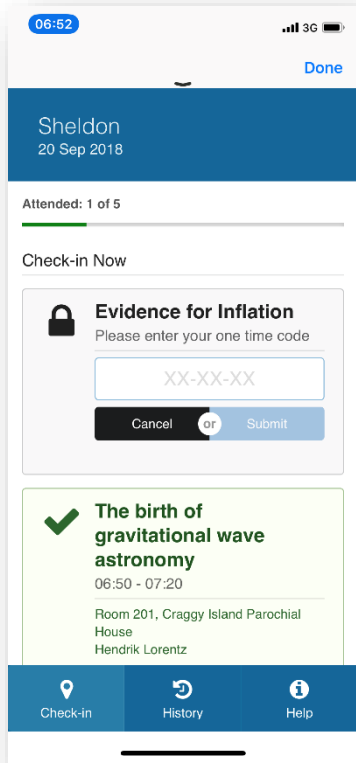 06:52
3G
Done
Sheldon
20 Sep 2018
Attended: 1 of 5
Check-in Now
Evidence for Inflation
Please enter your one time code
XX-XX-XX
Cancel or Submit
The birth of
gravitational wave
astronomy
06:50 - 07:20
Room 201, Craggy Island Parochial
House
Hendrik Lorentz
Check-in History Help